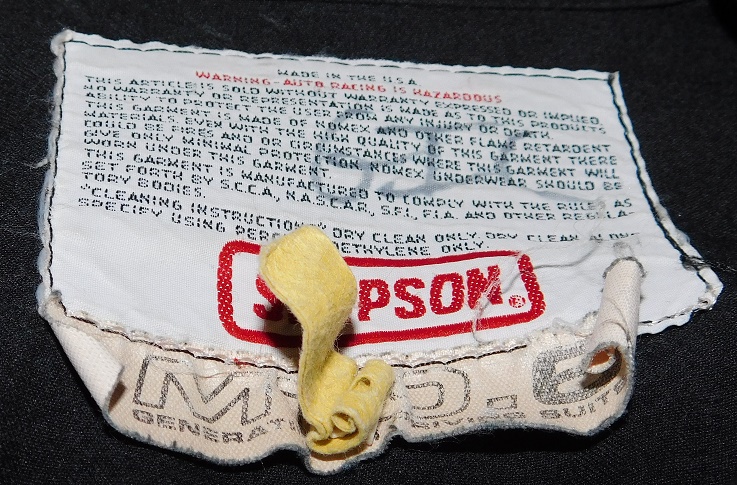 MADE IN THE U.S.A.
WARNING-AUTO RACING IS HAZARDOUS
THIS ARTICLE IS SOLD WITHOUT WARRANTY EXPRESSED OR IMPLIED.
NO WARRANTY OR REPRESENTATION IS MADE AS TO THIS PRODUCTS
ABILITY TO PROTECT THE USER FROM ANY INJURY OR DEATH.
THIS GARMENT IS MADE OF NOMEX AND OTHER FLAME RETARDENT
MATERIALS. EVEN WITH THE HIGH QUALITY OF THIS GARMENT THERE
COULD BE FIRES AND OR CIRCUMSTANCES WHERE THIS GARMENT WILL
GIVE ONLY MINIMAL PROTECTION. NOMEX UNDERWEAR SHOULD BE
WORN UNDER THIS GARMENT.
THIS GARMENT IS MANUFACTURED TO COMPLY WITH THE RULES AS
SET FORTH BY S.C.C.A., N.A.S.C.A.R., S.F.I., F.I.A. AND OTHER REGULA-
TORY BODIES.
*CLEANING INSTRUCTION* DRY CLEAN ONLY. DRY CLEAN ALONE
SPECIFY USING ONLY.
SIMPSON®
SUITS